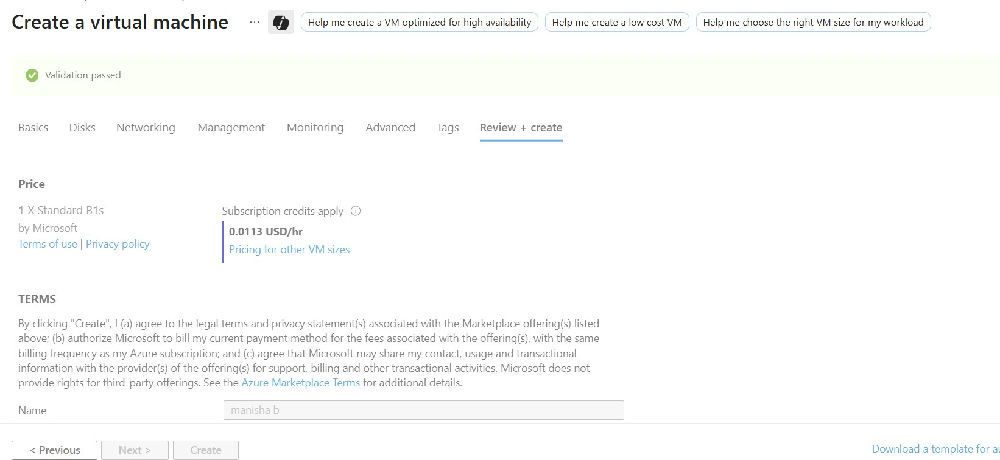 Create a virtual machine ... Help me create a VM optimized for high availability Help me create a low cost VM Help me choose the right VM size for my workload
Validation passed
Basics Disks Networking Management Monitoring Advanced Tags Review + create
Price
1 X Standard B1s
by Microsoft
Terms of use | Privacy policy
Subscription credits apply
0.0113 USD/hr
Pricing for other VM sizes
TERMS
By clicking "Create", I (a) agree to the legal terms and privacy statement(s) associated with the Marketplace offering(s) listed
above; (b) authorize Microsoft to bill my current payment method for the fees associated with the offering(s), with the same
billing frequency as my Azure subscription; and (c) agree that Microsoft may share my contact, usage and transactional
information with the provider(s) of the offering(s) for support, billing and other transactional activities. Microsoft does not
provide rights for third-party offerings. See the Azure Marketplace Terms for additional details.
Name manisha b
< Previous Next > Create Download a template for